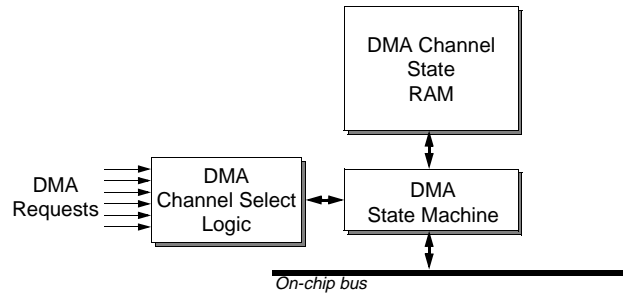 DMA Channel
State
RAM
DMA
Requests
DMA
Channel Select
Logic
DMA
State Machine
On-chip bus